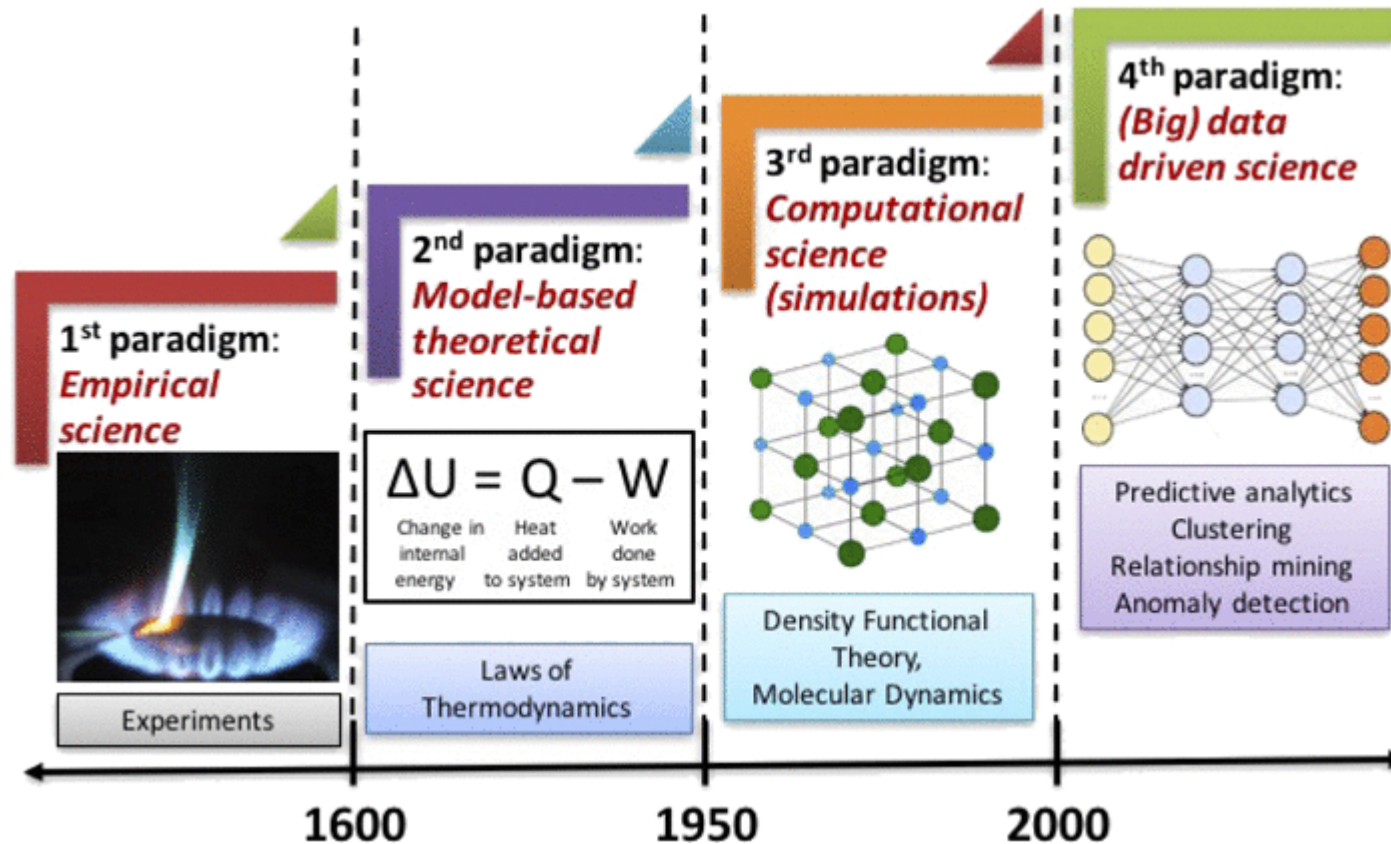 1st paradigm:
Empirical
science
Experiments
2nd paradigm:
Model-based
theoretical
science
ΔU = Q – W
Change in internal energy
Heat added to system
Work done by system
Laws of
Thermodynamics
3rd paradigm:
Computational
science
(simulations)
Density Functional
Theory,
Molecular Dynamics
4th paradigm:
(Big) data
driven science
Predictive analytics
Clustering
Relationship mining
Anomaly detection
1600
1950
2000